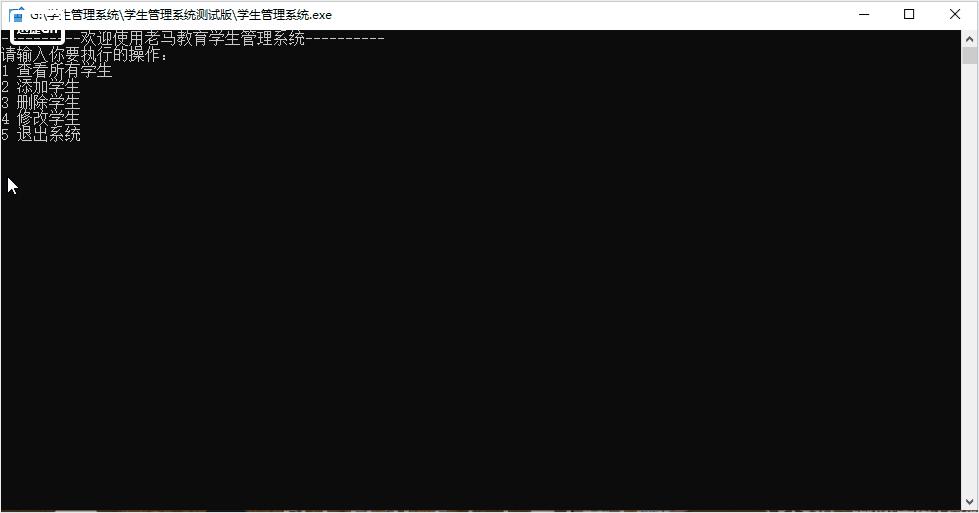 G:\学生管理系统\学生管理系统测试版\学生管理系统.exe
----------欢迎使用老马教育学生管理系统----------
请输入你要执行的操作：
1 查看所有学生
2 添加学生
3 删除学生
4 修改学生
5 退出系统